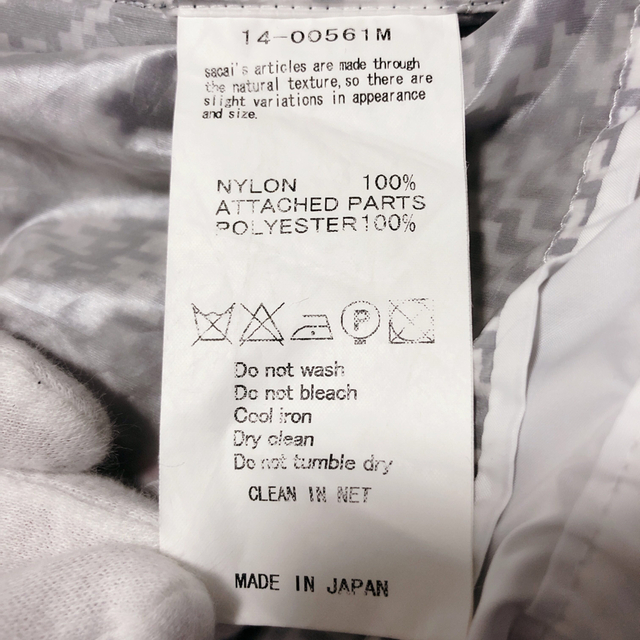 14-00561M
sacai's articles are made through
the natural texture, so there are
slight variations in appearance
and size.
NYLON 100%
ATTACHED PARTS
POLYESTER 100%
P
Do not wash
Do not bleach
Cool iron
Dry clean
Do not tumble dry
CLEAN IN NET
MADE IN JAPAN